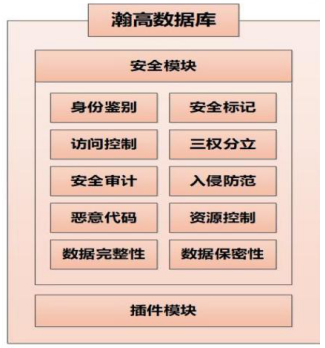 瀚高数据库
安全模块
身份鉴别 安全标记
访问控制 三权分立
安全审计 入侵防范
恶意代码 资源控制
数据完整性 数据保密性
插件模块